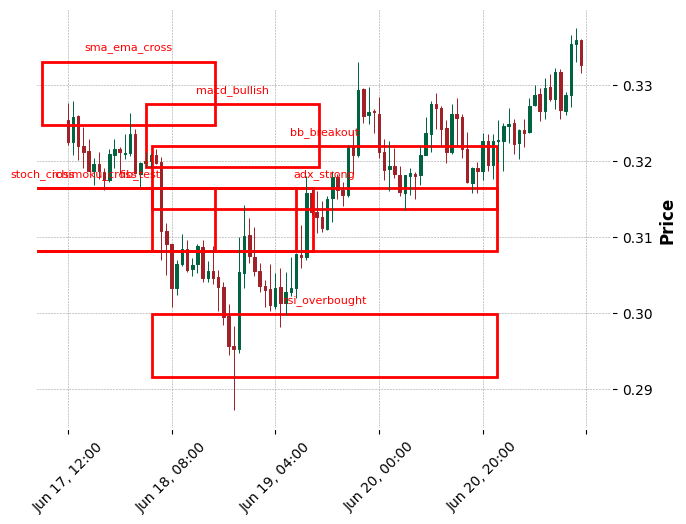 sma_ema_cross
macd_bullish
bb_breakout
stoch_cross
fib_test
adx_strong
rsi_overbought
0.33
0.32
0.31
0.30
0.29
Price
Jun 17, 12:00
Jun 18, 08:00
Jun 19, 04:00
Jun 20, 00:00
Jun 20, 20:00